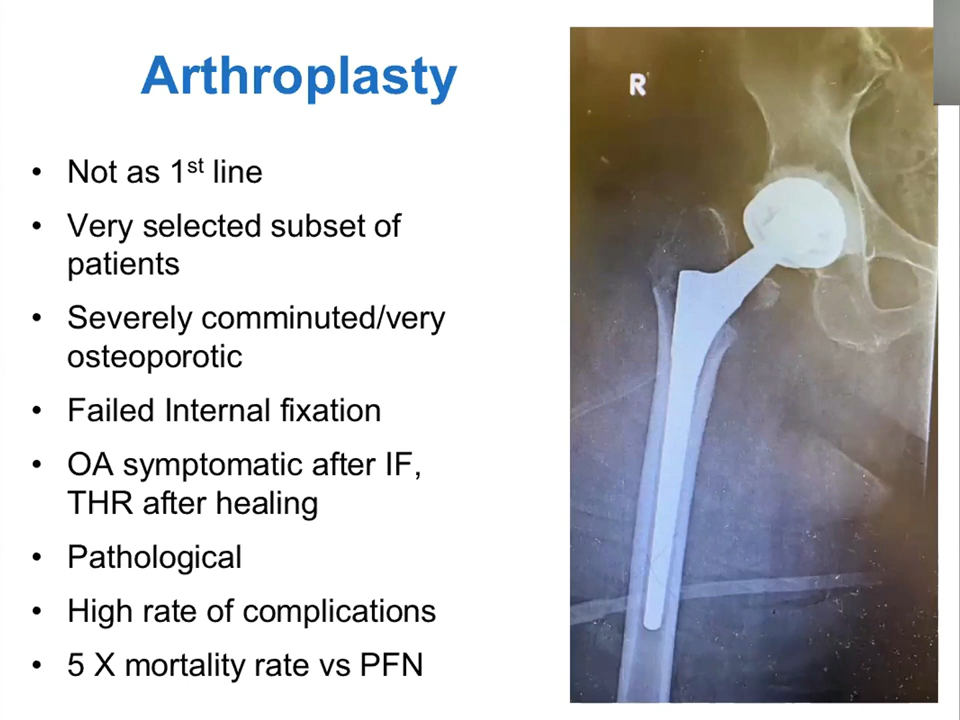 Arthroplasty
• Not as 1st line
• Very selected subset of
patients
• Severely comminuted/very
osteoporotic
• Failed Internal fixation
• OA symptomatic after IF,
THR after healing
• Pathological
• High rate of complications
• 5 X mortality rate vs PFN
R